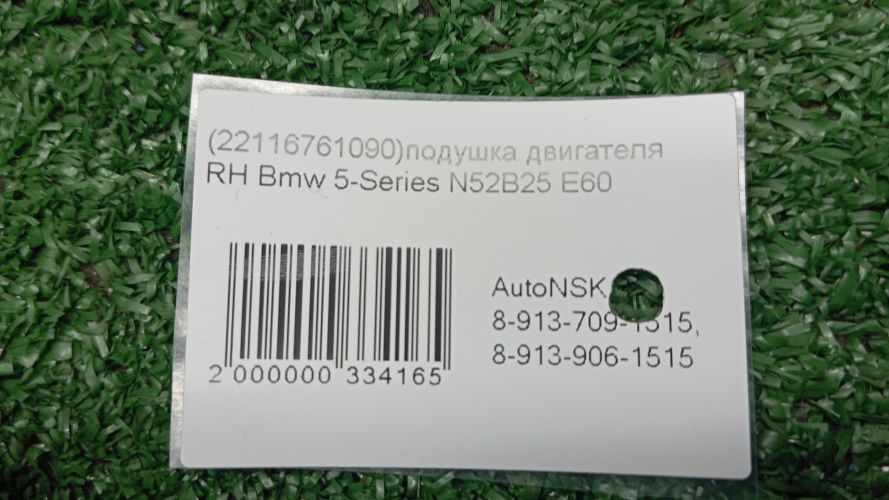 (22116761090)подушка двигателя
RH Bmw 5-Series N52B25 E60
AutoNSK
8-913-709-1515,
8-913-906-1515
2 000000 334165